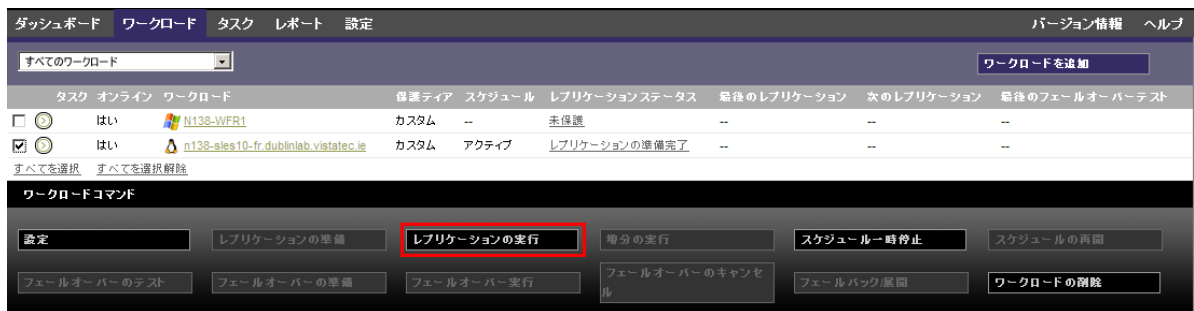 ダッシュボード ワークロード タスク レポート 設定 バージョン情報 ヘルプ
すべてのワークロード ワークロードを追加
タスク オンライン ワークロード 保護ティア スケジュール レプリケーションステータス 最後のレプリケーション 次のレプリケーション 最後のフェールオーバーテスト
はい N138-WFR1 カスタム -- 未保護 -- -- --
はい n138-sles10-fr.dublinlab.vistatec.ie カスタム アクティブ レプリケーションの準備完了 -- -- --
すべてを選択 すべてを選択解除
ワークロードコマンド
設定 レプリケーションの準備 レプリケーションの実行 増分の実行 スケジュール一時停止 スケジュールの再開
フェールオーバーのテスト フェールオーバーの準備 フェールオーバー実行 フェールオーバーのキャンセ
ル フェールバック/展開 ワークロードの削除